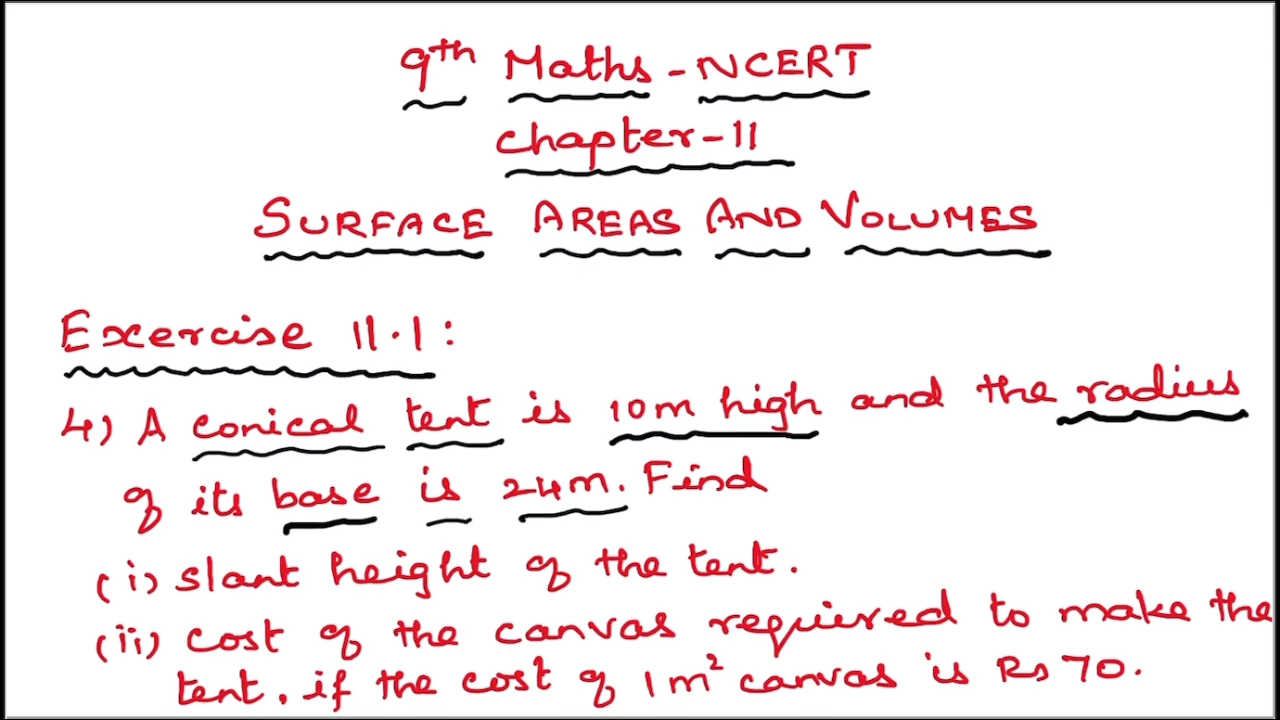 9th Maths - NCERT
chapter-11
SURFACE AREAS AND VOLUMES
Exercise 11.1:
4) A conical tent is 10m high and the radius
of its base is 24m. Find
(i) slant height of the tent.
(ii) cost of the canvas required to make the
tent, if the cost of 1m² canvas is Rs 70.